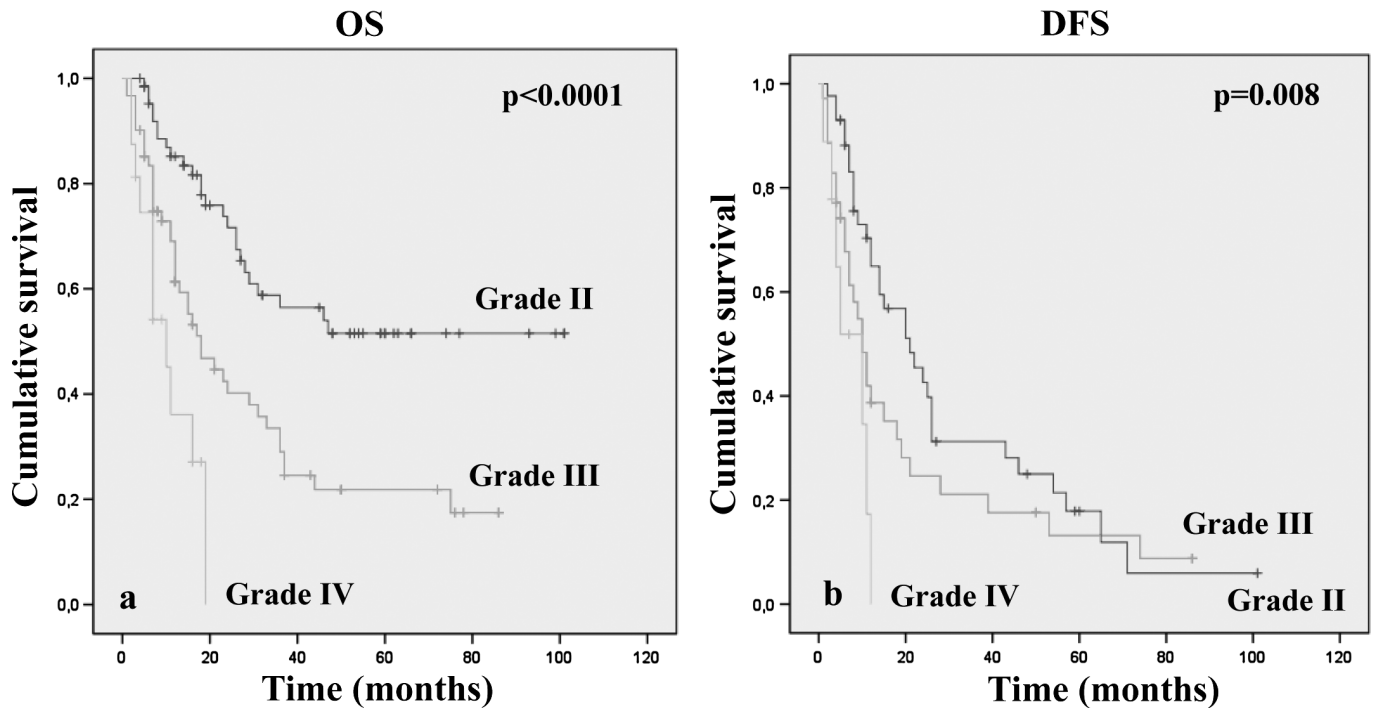 OS
p<0.0001
Cumulative survival
1,0
0,8
0,6
0,4
0,2
0,0
Grade II
Grade III
Grade IV
a
0 20 40 60 80 100 120
Time (months)
DFS
p=0.008
Cumulative survival
1,0
0,8
0,6
0,4
0,2
0,0
Grade III
Grade IV
Grade II
b
0 20 40 60 80 100 120
Time (months)